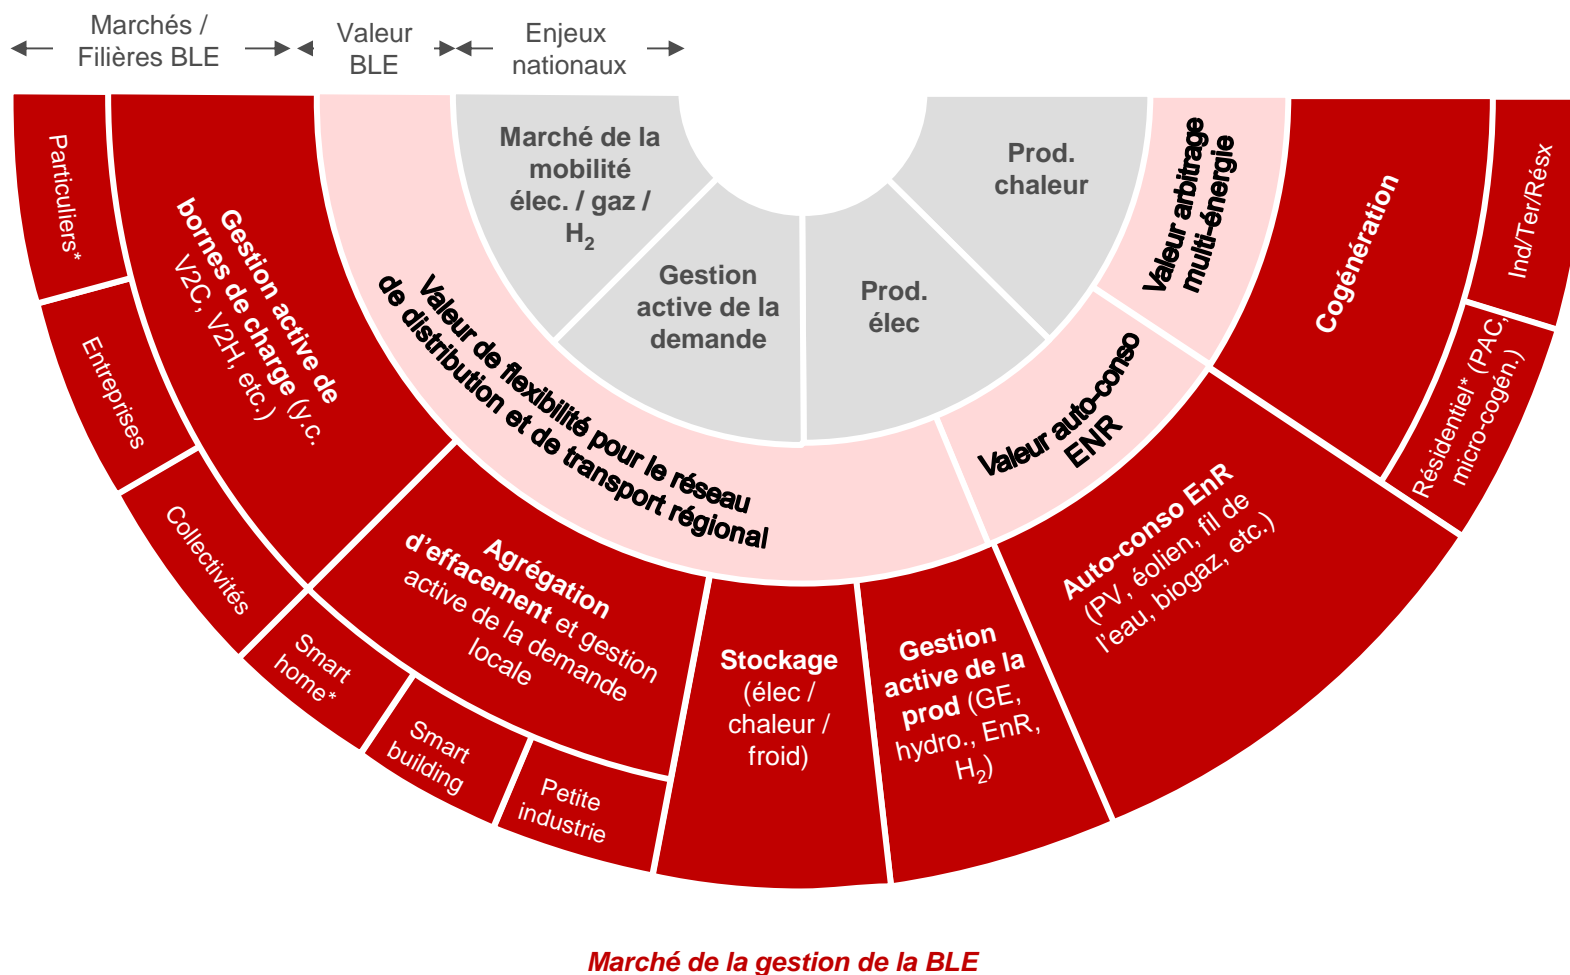 Marchés /
Filières BLE
Valeur
BLE
Enjeux
nationaux
Particuliers*
Entreprises
Collectivités
Gestion active de
bornes de charge (y.c.
V2C, V2H, etc.)
Valeur de flexibilité pour le réseau
de distribution et de transport régional
Marché de la
mobilité
élec. / gaz /
H2
Gestion
active de la
demande
Prod.
élec
Prod.
chaleur
Valeur arbitrage
multi-énergie
Valeur auto-conso
ENR
Cogénération
Ind/Ter/Résx
Résidentiel* (PAC,
micro-cogén.)
Auto-conso EnR
(PV, éolien, fil de
l'eau, biogaz, etc.)
Agrégation
d'effacement et gestion
active de la demande
locale
Smart
home*
Smart
building
Petite
industrie
Stockage
(élec /
chaleur /
froid)
Gestion
active de la
prod (GE,
hydro., EnR,
H2)
Marché de la gestion de la BLE